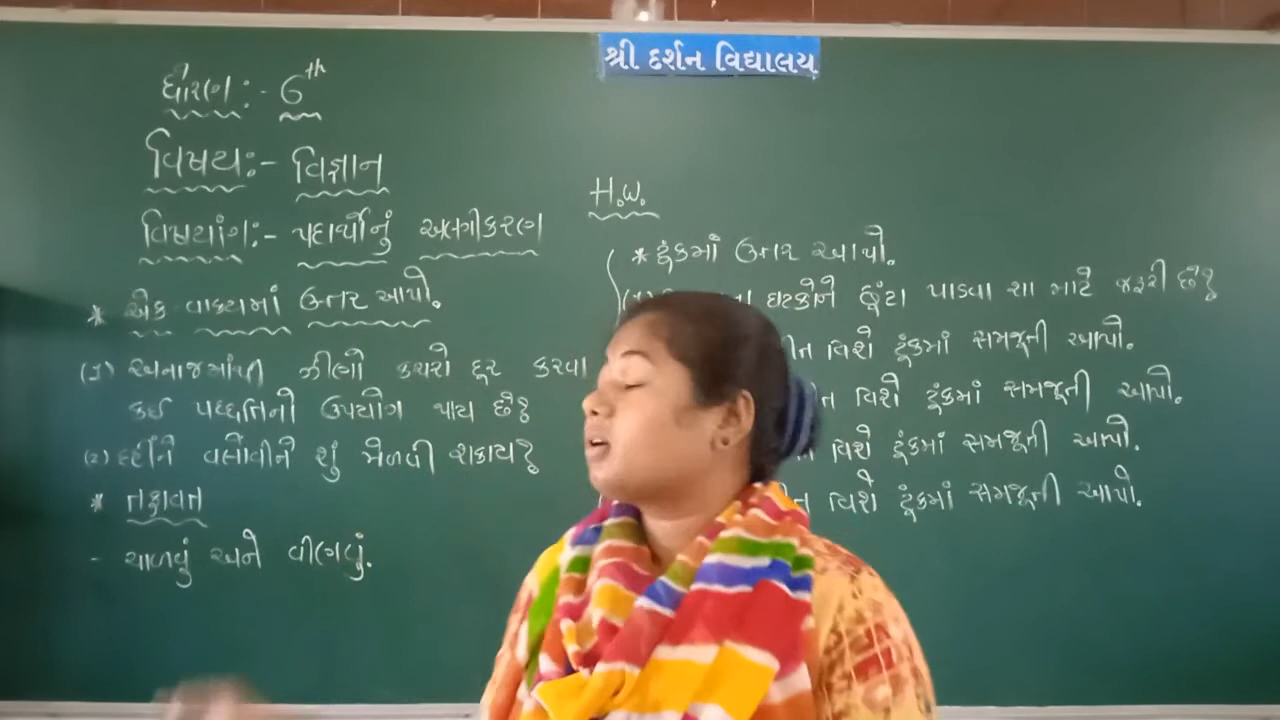 શ્રી દર્શન વિદ્યાલય
ધોરણ:- 6th
વિષય:- વિજ્ઞાન
વિષયાંગ:- પદાર્થોનું અલગીકરણ
* એક વાક્યમાં ઉત્તર આપો.
(1) અનાજમાંથી ઝીણો કચરો દૂર કરવા
કઈ પદ્ધતિનો ઉપયોગ થાય છે?
(2) દહીંને વલોવીને શું મેળવી શકાય?
* તફાવત
- ચાળવું અને વીણવું.
H.W.
* ટૂંકમાં ઉત્તર આપો.
ઘટકોને છૂટા પાડવા શા માટે જરૂરી છે?
વિશે ટૂંકમાં સમજૂતી આપો.
વિશે ટૂંકમાં સમજૂતી આપો.
વિશે ટૂંકમાં સમજૂતી આપો.
વિશે ટૂંકમાં સમજૂતી આપો.